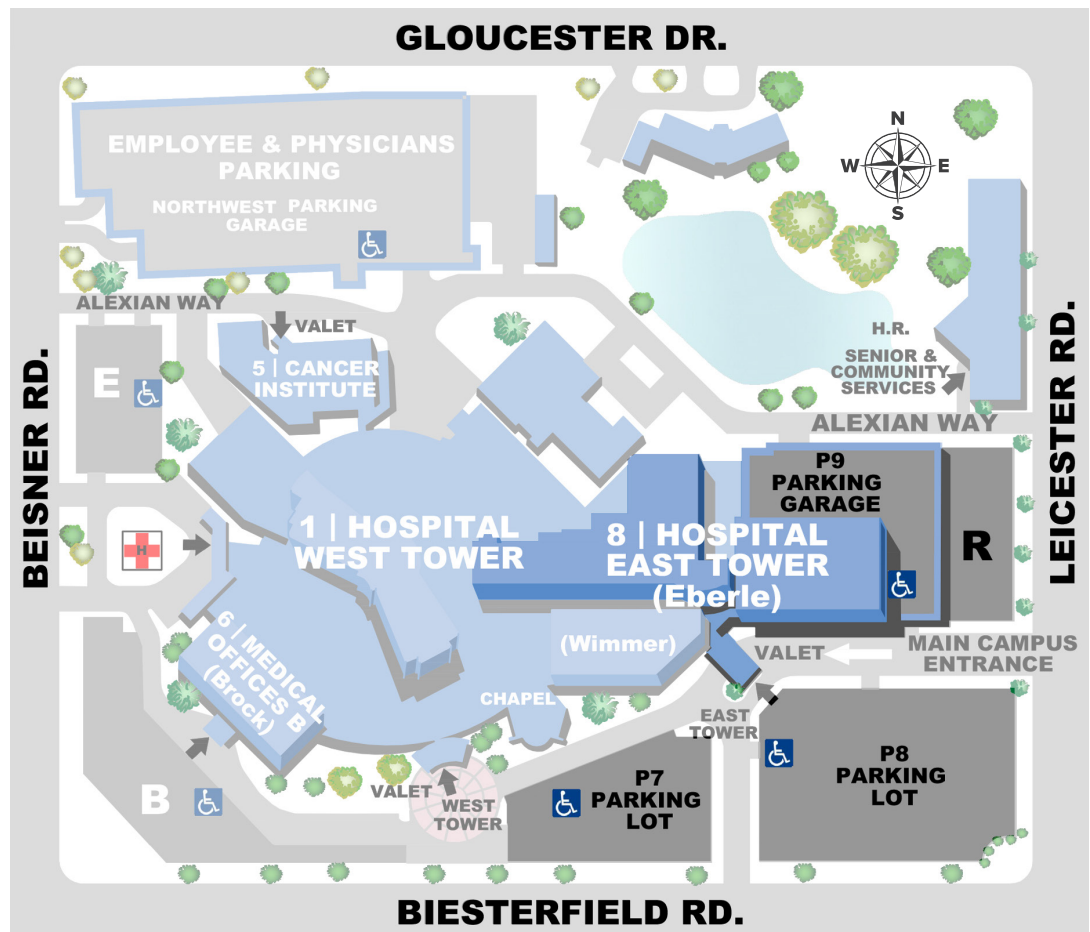 GLOUCESTER DR.
EMPLOYEE & PHYSICIANS
PARKING
NORTHWEST PARKING
GARAGE
N
W
E
S
ALEXIAN WAY
VALET
5 | CANCER
INSTITUTE
E
H.R.
SENIOR &
COMMUNITY
SERVICES
ALEXIAN WAY
BEISNER RD.
LEICESTER RD.
P9
PARKING
GARAGE
R
H
1 | HOSPITAL
WEST TOWER
8 | HOSPITAL
EAST TOWER
(Eberle)
6 | MEDICAL
OFFICES B
(Brock)
(Wimmer)
VALET
MAIN CAMPUS
ENTRANCE
CHAPEL
EAST
TOWER
B
VALET
WEST
TOWER
P7
PARKING
LOT
P8
PARKING
LOT
BIESTERFIELD RD.